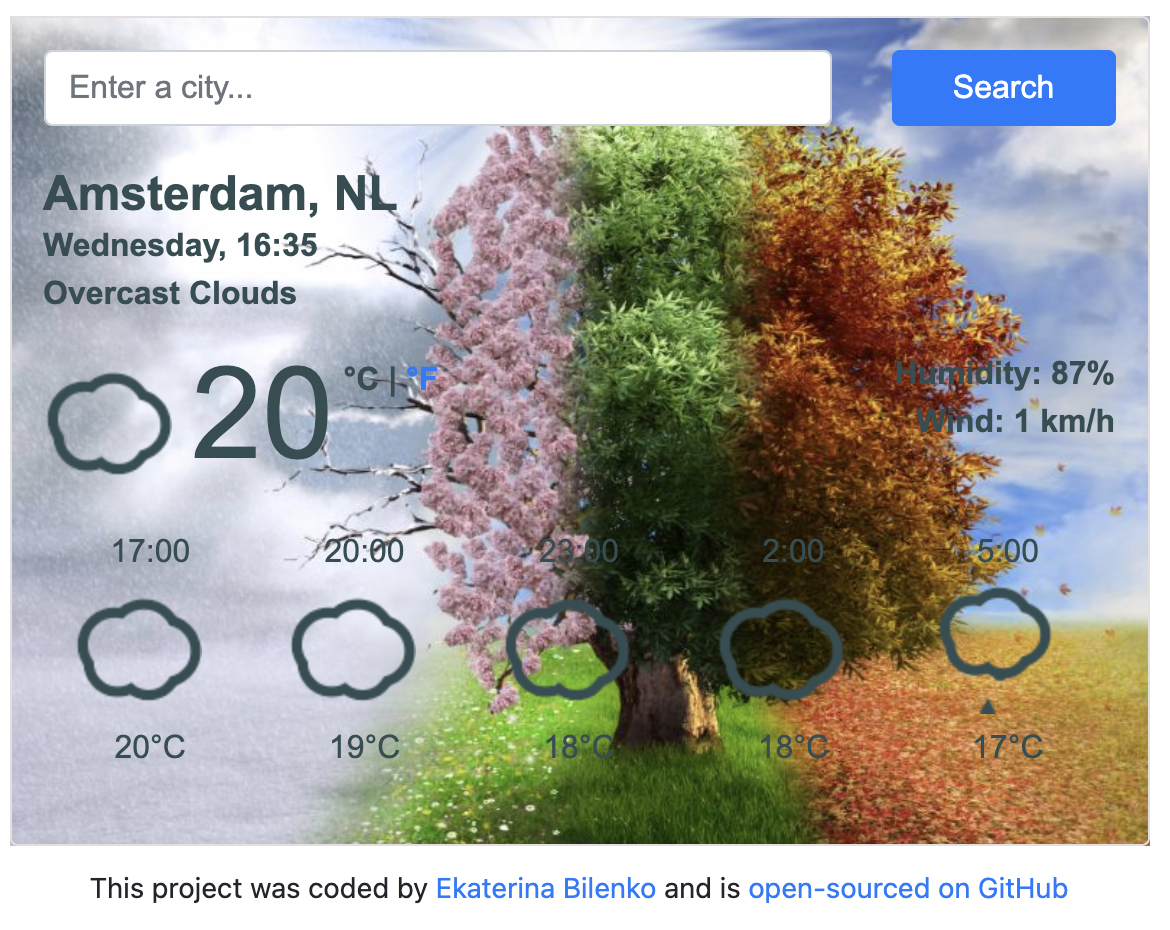 Enter a city...
Search
Amsterdam, NL
Wednesday, 16:35
Overcast Clouds
20 °C | °F
Humidity: 87%
Wind: 1 km/h
17:00 20:00 23:00 2:00 5:00
20°C 19°C 18°C 18°C 17°C
This project was coded by Ekaterina Bilenko and is open-sourced on GitHub